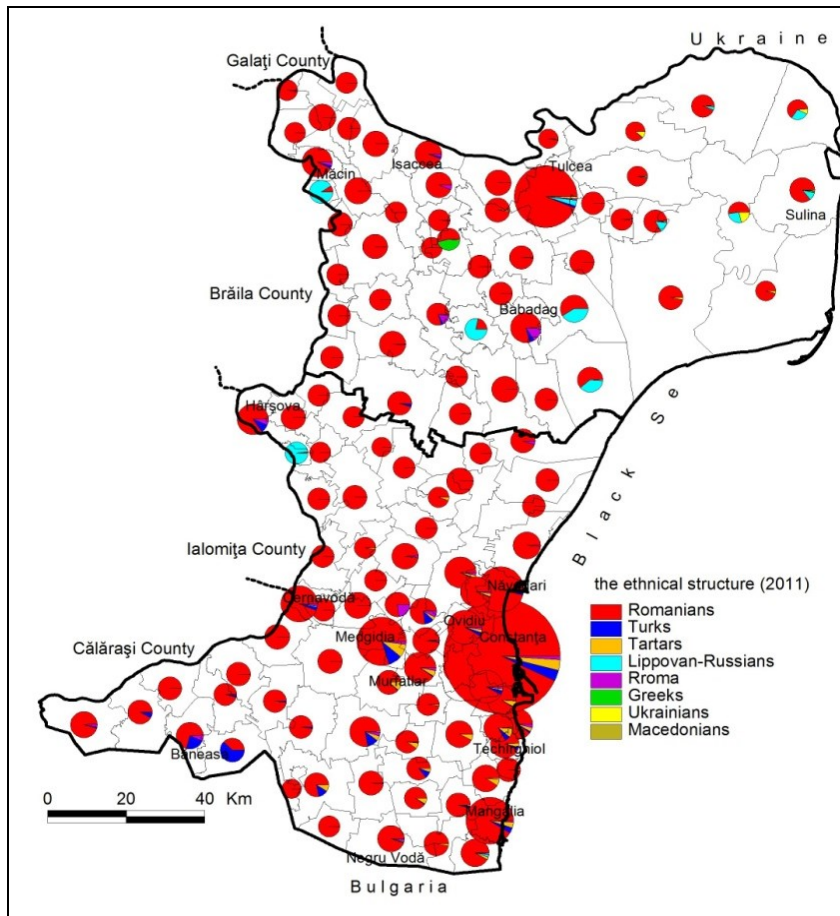 Ukraine
Galaţi County
Isaccea
Tulcea
Măcin
Sulina
Brăila County
Babadag
Hârşova
Black Se
Ialomiţa County
the ethnical structure (2011)
Romanians
Turks
Tartars
Lippovan-Russians
Rroma
Greeks
Ukrainians
Macedonians
Năvodari
Cernavodă
Ovidiu
Constanţa
Călăraşi County
Medgidia
Murfatlar
Techirghiol
Băneasa
0 20 40 Km
Mangalia
Negru Vodă
Bulgaria